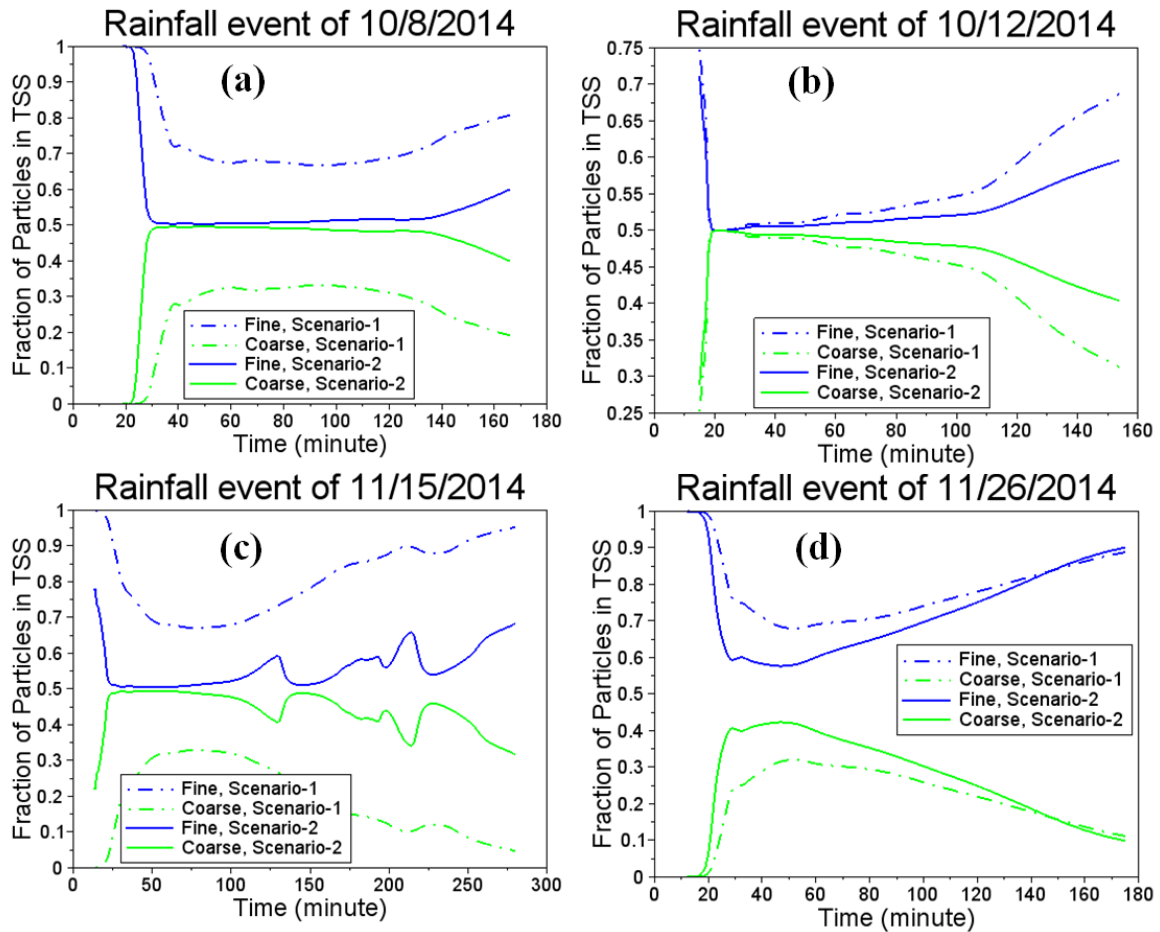 Rainfall event of 10/8/2014
(a)
Fraction of Particles in TSS
1
0.9
0.8
0.7
0.6
0.5
0.4
0.3
0.2
0.1
0
Fine, Scenario-1
Coarse, Scenario-1
Fine, Scenario-2
Coarse, Scenario-2
0 20 40 60 80 100 120 140 160 180
Time (minute)
Rainfall event of 10/12/2014
(b)
Fraction of Particles in TSS
0.75
0.7
0.65
0.6
0.55
0.5
0.45
0.4
0.35
0.3
0.25
Fine, Scenario-1
Coarse, Scenario-1
Fine, Scenario-2
Coarse, Scenario-2
0 20 40 60 80 100 120 140 160
Time (minute)
Rainfall event of 11/15/2014
(c)
Fraction of Particles in TSS
1
0.9
0.8
0.7
0.6
0.5
0.4
0.3
0.2
0.1
0
Fine, Scenario-1
Coarse, Scenario-1
Fine, Scenario-2
Coarse, Scenario-2
0 50 100 150 200 250 300
Time (minute)
Rainfall event of 11/26/2014
(d)
Fraction of Particles in TSS
1
0.9
0.8
0.7
0.6
0.5
0.4
0.3
0.2
0.1
0
Fine, Scenario-1
Coarse, Scenario-1
Fine, Scenario-2
Coarse, Scenario-2
0 20 40 60 80 100 120 140 160 180
Time (minute)